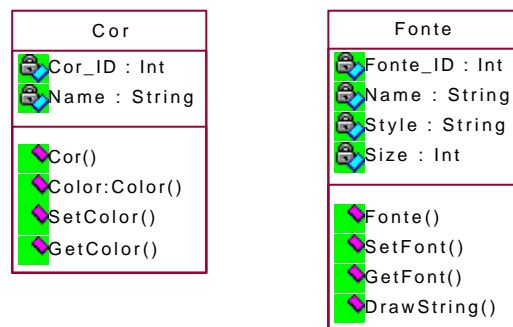 Cor
Cor_ID : Int
Name : String
Cor()
Color:Color()
SetColor()
GetColor()
Fonte
Fonte_ID : Int
Name : String
Style : String
Size : Int
Fonte()
SetFont()
GetFont()
DrawString()